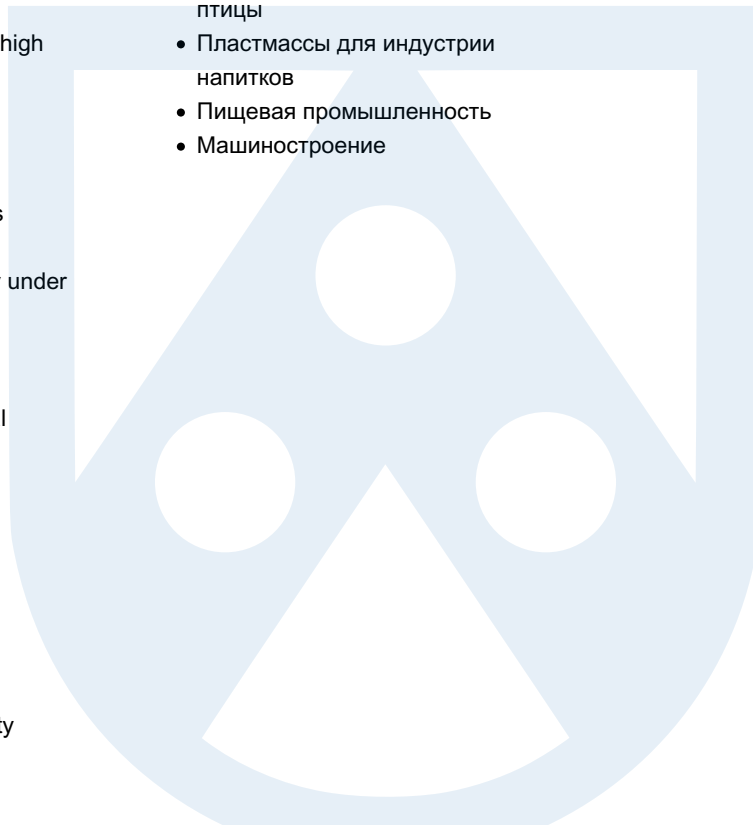 птицы
high
• Пластмассы для индустрии
напитков
• Пищевая промышленность
• Машиностроение
s
under
l
ty